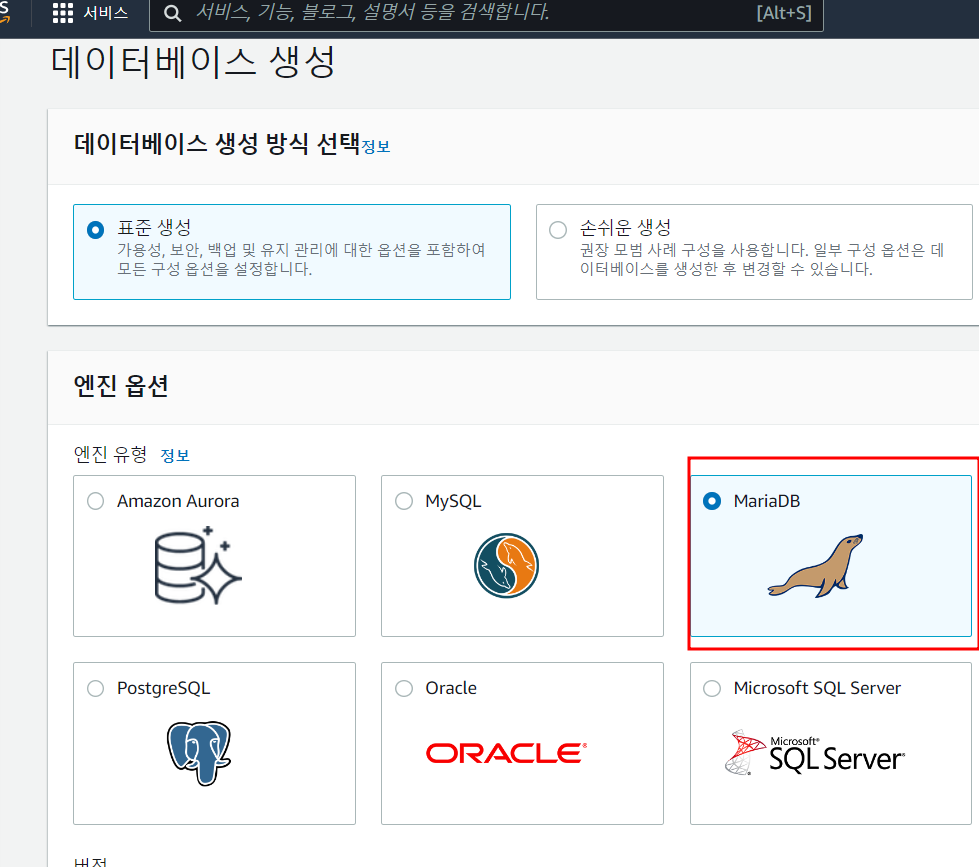 서비스
서비스, 기능, 블로그, 설명서 등을 검색합니다.
[Alt+S]
데이터베이스 생성
데이터베이스 생성 방식 선택정보
표준 생성
가용성, 보안, 백업 및 유지 관리에 대한 옵션을 포함하여
모든 구성 옵션을 설정합니다.
손쉬운 생성
권장 모범 사례 구성을 사용합니다. 일부 구성 옵션은 데
이터베이스를 생성한 후 변경할 수 있습니다.
엔진 옵션
엔진 유형 정보
Amazon Aurora
MySQL
MariaDB
PostgreSQL
Oracle
ORACLE®
Microsoft SQL Server
Microsoft®
SQL Server®
버전